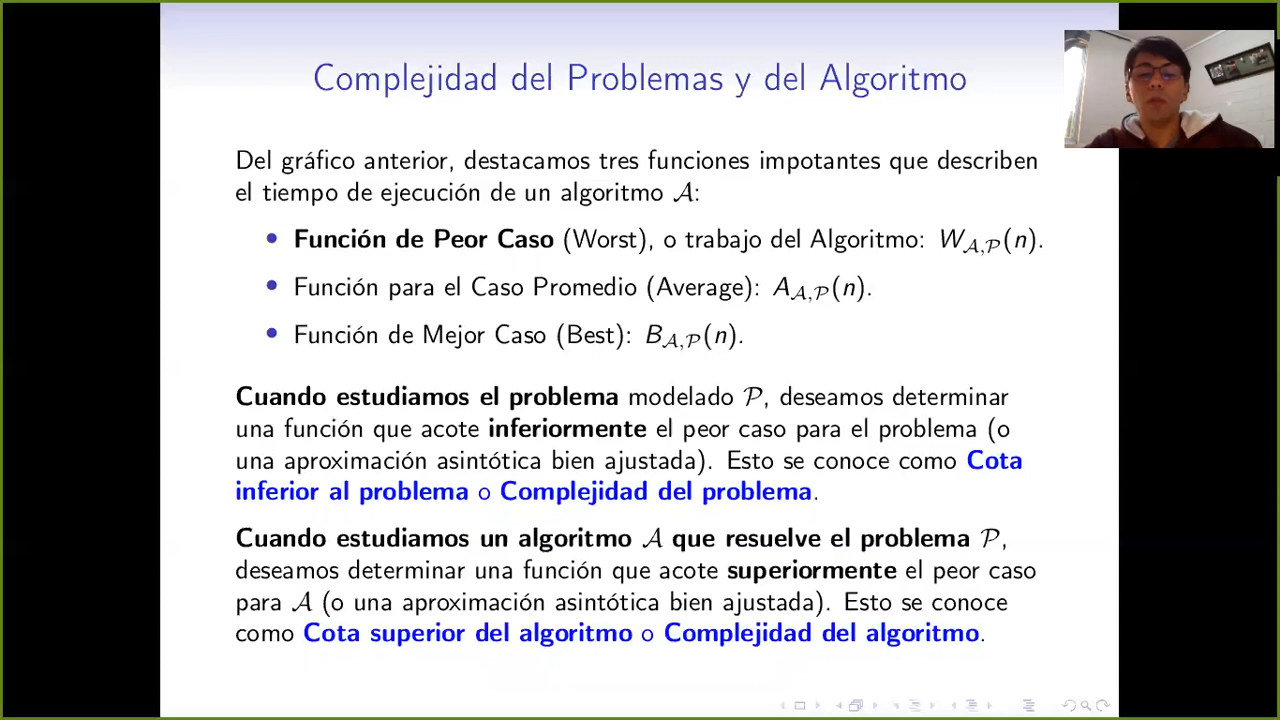 Complejidad del Problemas y del Algoritmo
Del gráfico anterior, destacamos tres funciones impotantes que describen
el tiempo de ejecución de un algoritmo 𝒜:
• Función de Peor Caso (Worst), o trabajo del Algoritmo: W𝒜,𝒫(n).
• Función para el Caso Promedio (Average): A𝒜,𝒫(n).
• Función de Mejor Caso (Best): B𝒜,𝒫(n).
Cuando estudiamos el problema modelado 𝒫, deseamos determinar
una función que acote inferiormente el peor caso para el problema (o
una aproximación asintótica bien ajustada). Esto se conoce como Cota
inferior al problema o Complejidad del problema.
Cuando estudiamos un algoritmo 𝒜 que resuelve el problema 𝒫,
deseamos determinar una función que acote superiormente el peor caso
para 𝒜 (o una aproximación asintótica bien ajustada). Esto se conoce
como Cota superior del algoritmo o Complejidad del algoritmo.